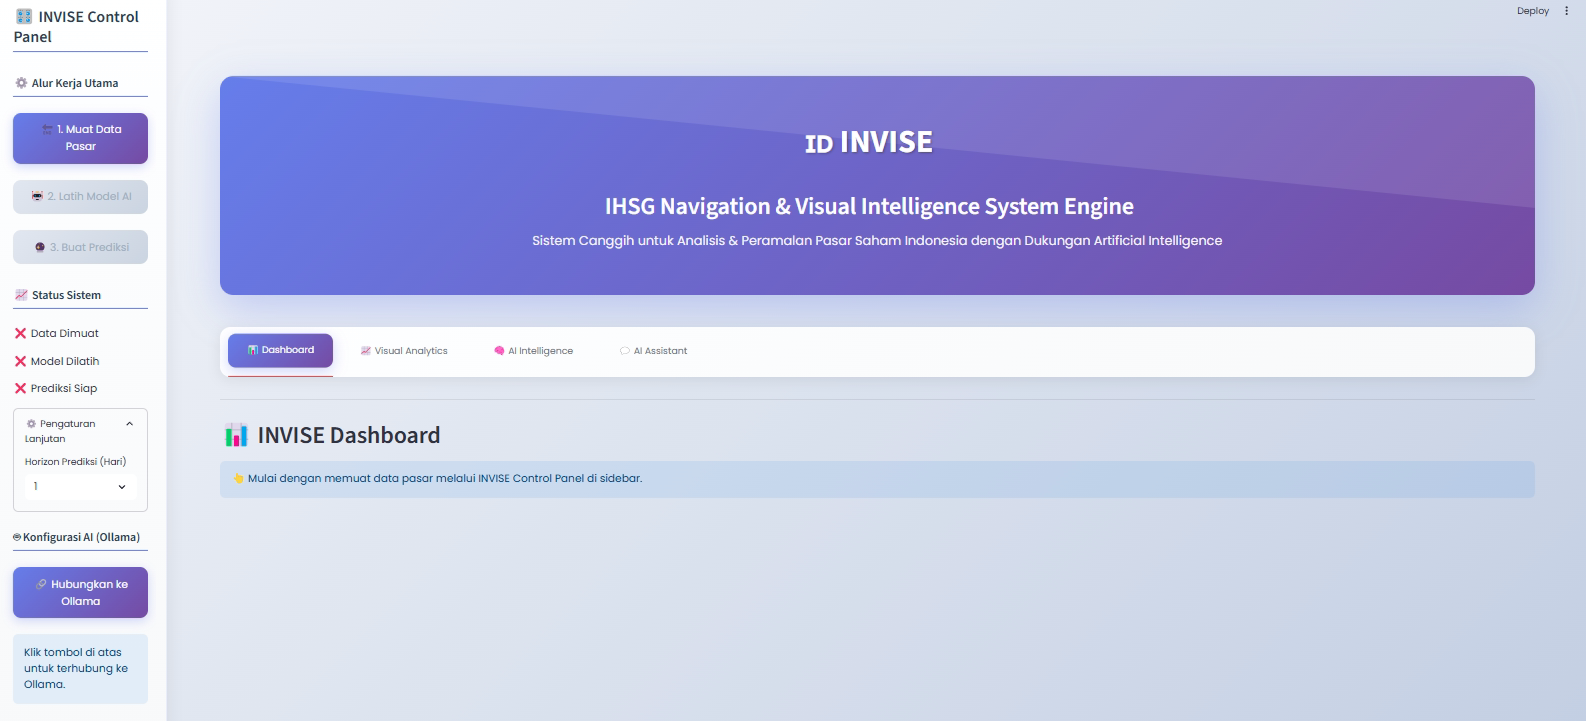 INVISE Control
Panel
Alur Kerja Utama
1. Muat Data
Pasar
2. Latih Model AI
3. Buat Prediksi
Status Sistem
Data Dimuat
Model Dilatih
Prediksi Siap
Pengaturan
Lanjutan
Horizon Prediksi (Hari)
1
Konfigurasi AI (Ollama)
Hubungkan ke
Ollama
Klik tombol di atas
untuk terhubung ke
Ollama.
Deploy
ID INVISE
IHSG Navigation & Visual Intelligence System Engine
Sistem Canggih untuk Analisis & Peramalan Pasar Saham Indonesia dengan Dukungan Artificial Intelligence
Dashboard
Visual Analytics
AI Intelligence
AI Assistant
INVISE Dashboard
Mulai dengan memuat data pasar melalui INVISE Control Panel di sidebar.